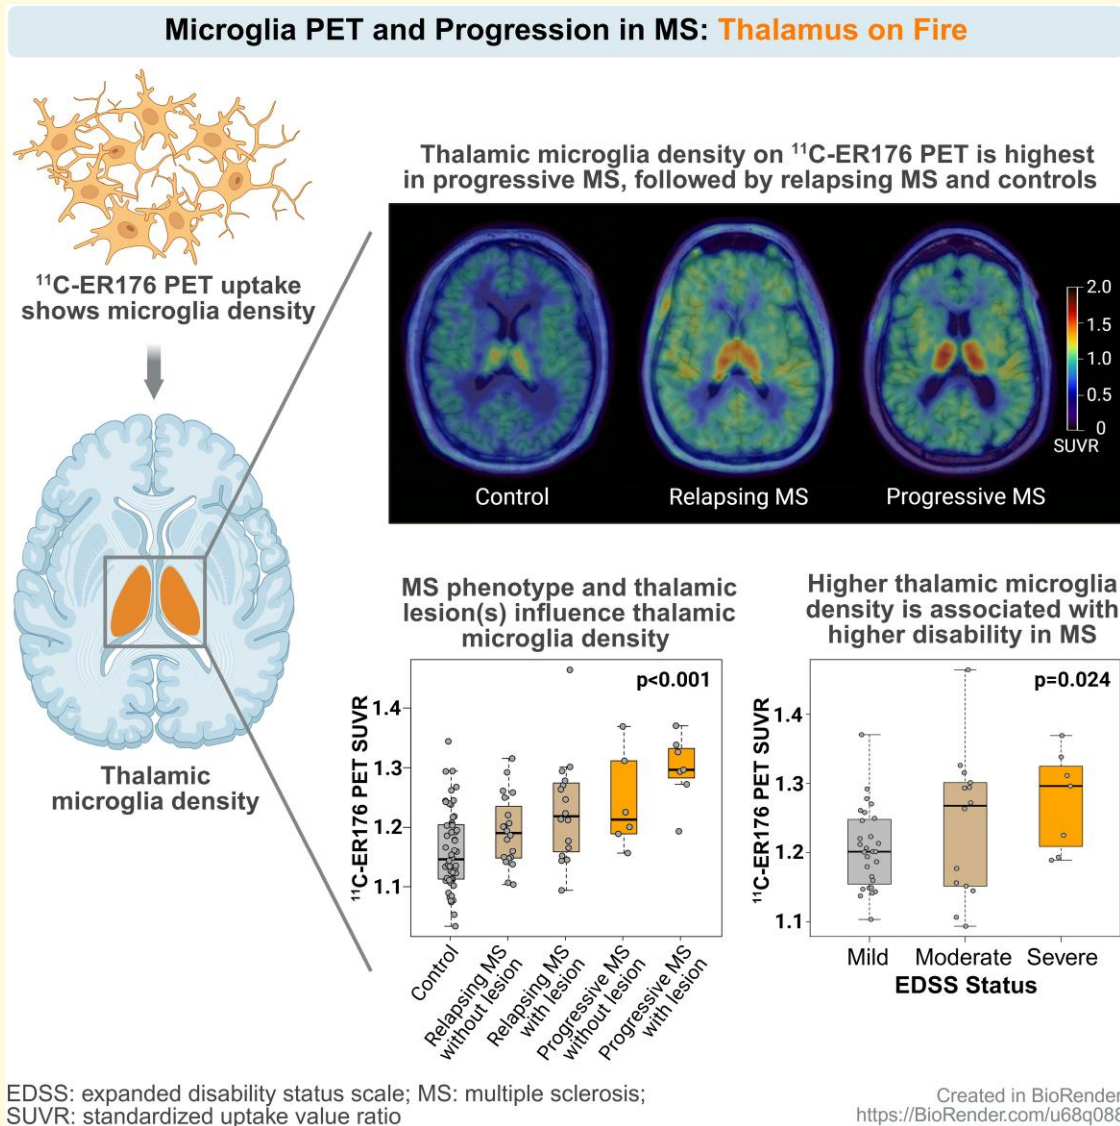 Microglia PET and Progression in MS: Thalamus on Fire
¹¹C-ER176 PET uptake
shows microglia density
Thalamic
microglia density
Thalamic microglia density on ¹¹C-ER176 PET is highest
in progressive MS, followed by relapsing MS and controls
2.0
1.5
1.0
0.5
0
SUVR
Control
Relapsing MS
Progressive MS
MS phenotype and thalamic
lesion(s) influence thalamic
microglia density
p<0.001
¹¹C-ER176 PET SUVR
1.4
1.3
1.2
1.1
Control
Relapsing MS
without lesion
Relapsing MS
with lesion
Progressive MS
without lesion
Progressive MS
with lesion
Higher thalamic microglia
density is associated with
higher disability in MS
p=0.024
¹¹C-ER176 PET SUVR
1.4
1.3
1.2
1.1
Mild
Moderate
Severe
EDSS Status
EDSS: expanded disability status scale; MS: multiple sclerosis;
SUVR: standardized uptake value ratio
Created in BioRender
https://BioRender.com/u68q088